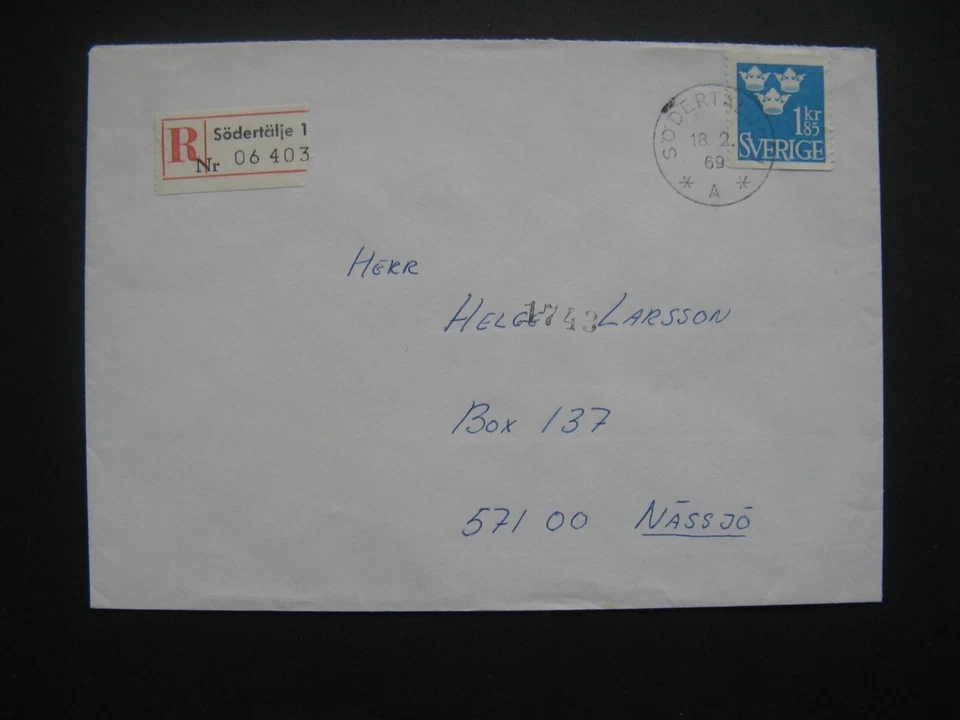 R Södertälje 1
Nr 06 403
SÖDERTÄLJE
18. 2.
69
* A *
1 kr
85
SVERIGE
HERR
HELGE LARSSON
1743
Box 137
571 00 NÄSSJÖ